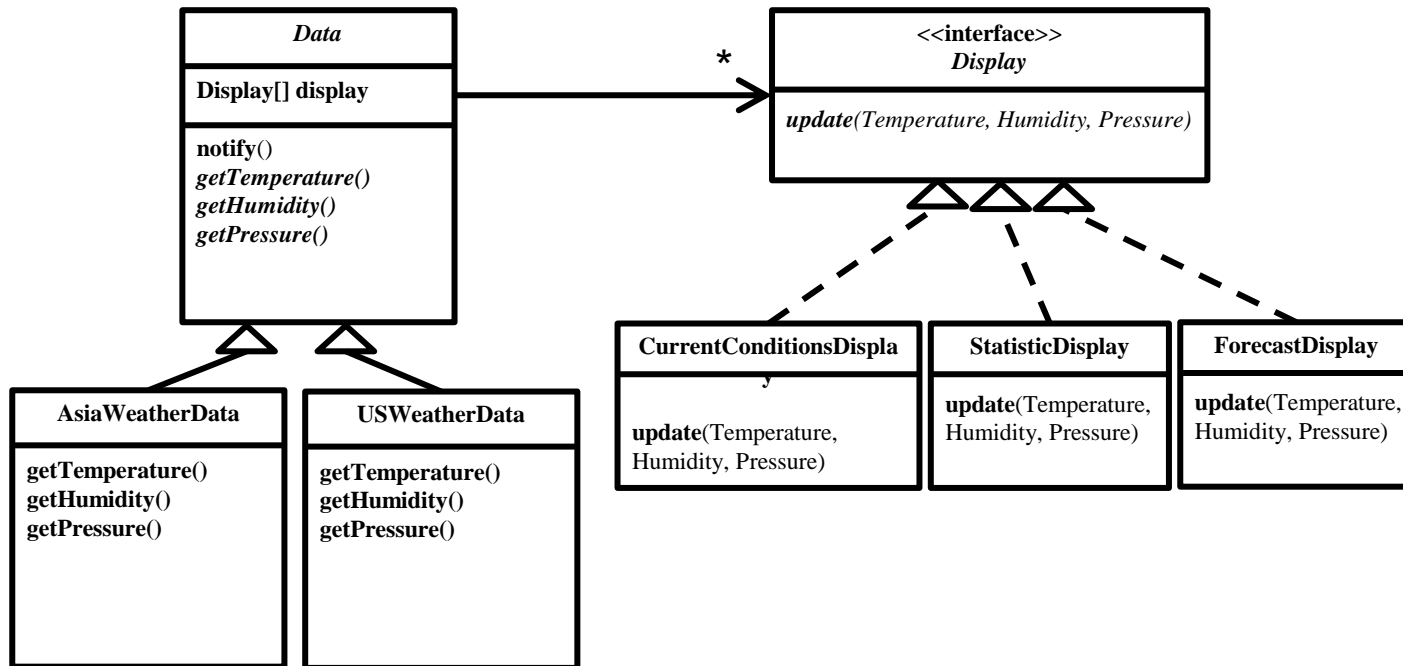 Data
Display[] display
notify()
getTemperature()
getHumidity()
getPressure()
*
<<interface>>
Display
update(Temperature, Humidity, Pressure)
AsiaWeatherData
getTemperature()
getHumidity()
getPressure()
USWeatherData
getTemperature()
getHumidity()
getPressure()
CurrentConditionsDispla
y
update(Temperature,
Humidity, Pressure)
StatisticDisplay
update(Temperature,
Humidity, Pressure)
ForecastDisplay
update(Temperature,
Humidity, Pressure)